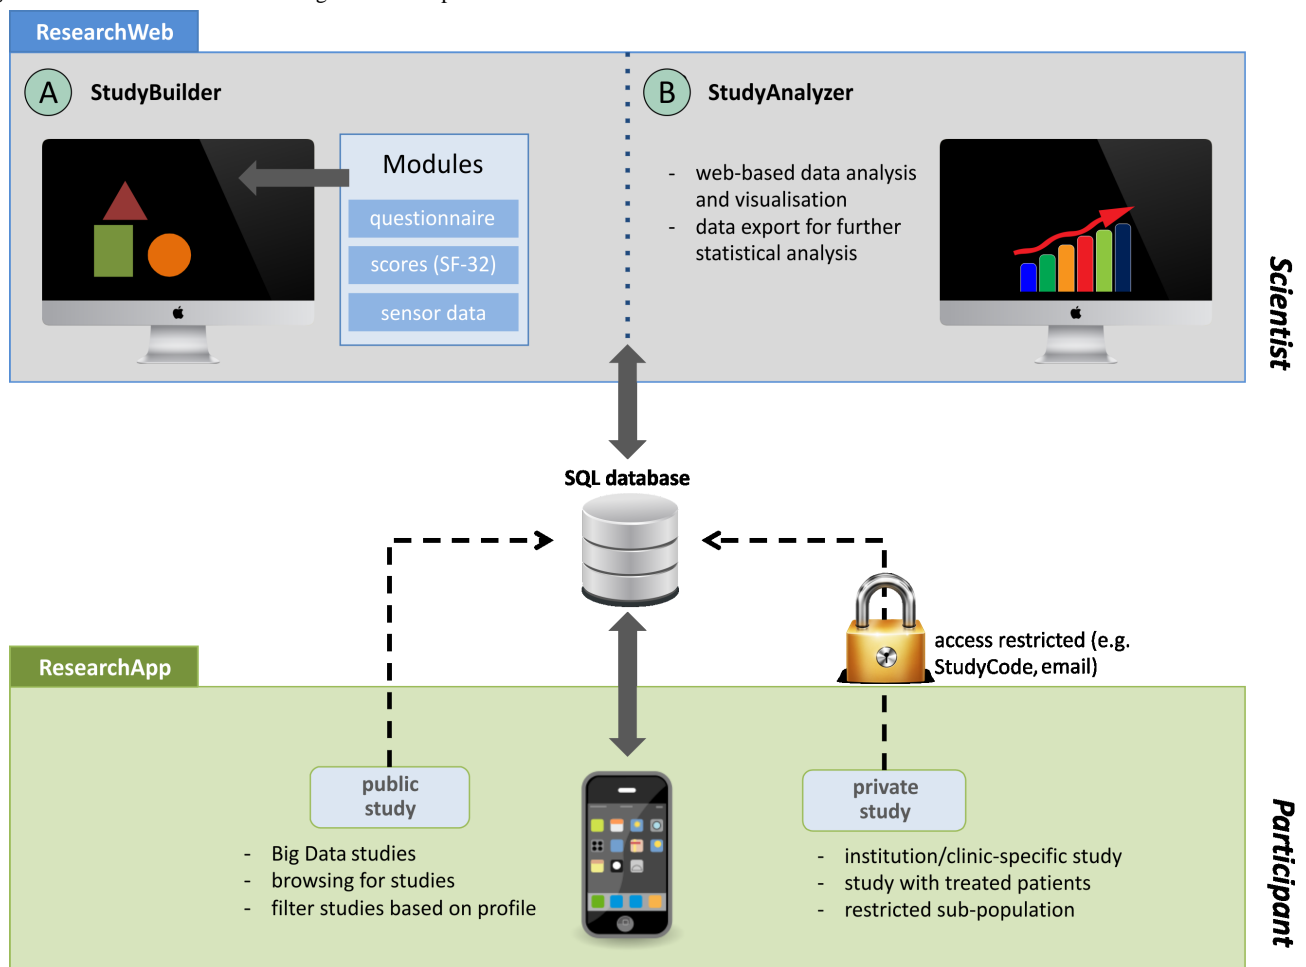 ResearchWeb
A StudyBuilder
Modules
questionnaire
scores (SF-32)
sensor data
B StudyAnalyzer
- web-based data analysis
and visualisation
- data export for further
statistical analysis
Scientist
SQL database
access restricted (e.g.
StudyCode, email)
ResearchApp
public
study
- Big Data studies
- browsing for studies
- filter studies based on profile
private
study
- institution/clinic-specific study
- study with treated patients
- restricted sub-population
Participant